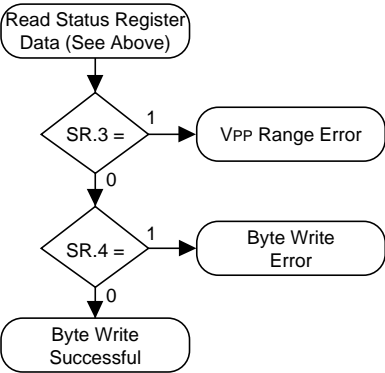 Read Status Register
Data (See Above)
SR.3 =
1
VPP Range Error
0
SR.4 =
1
Byte Write
Error
0
Byte Write
Successful